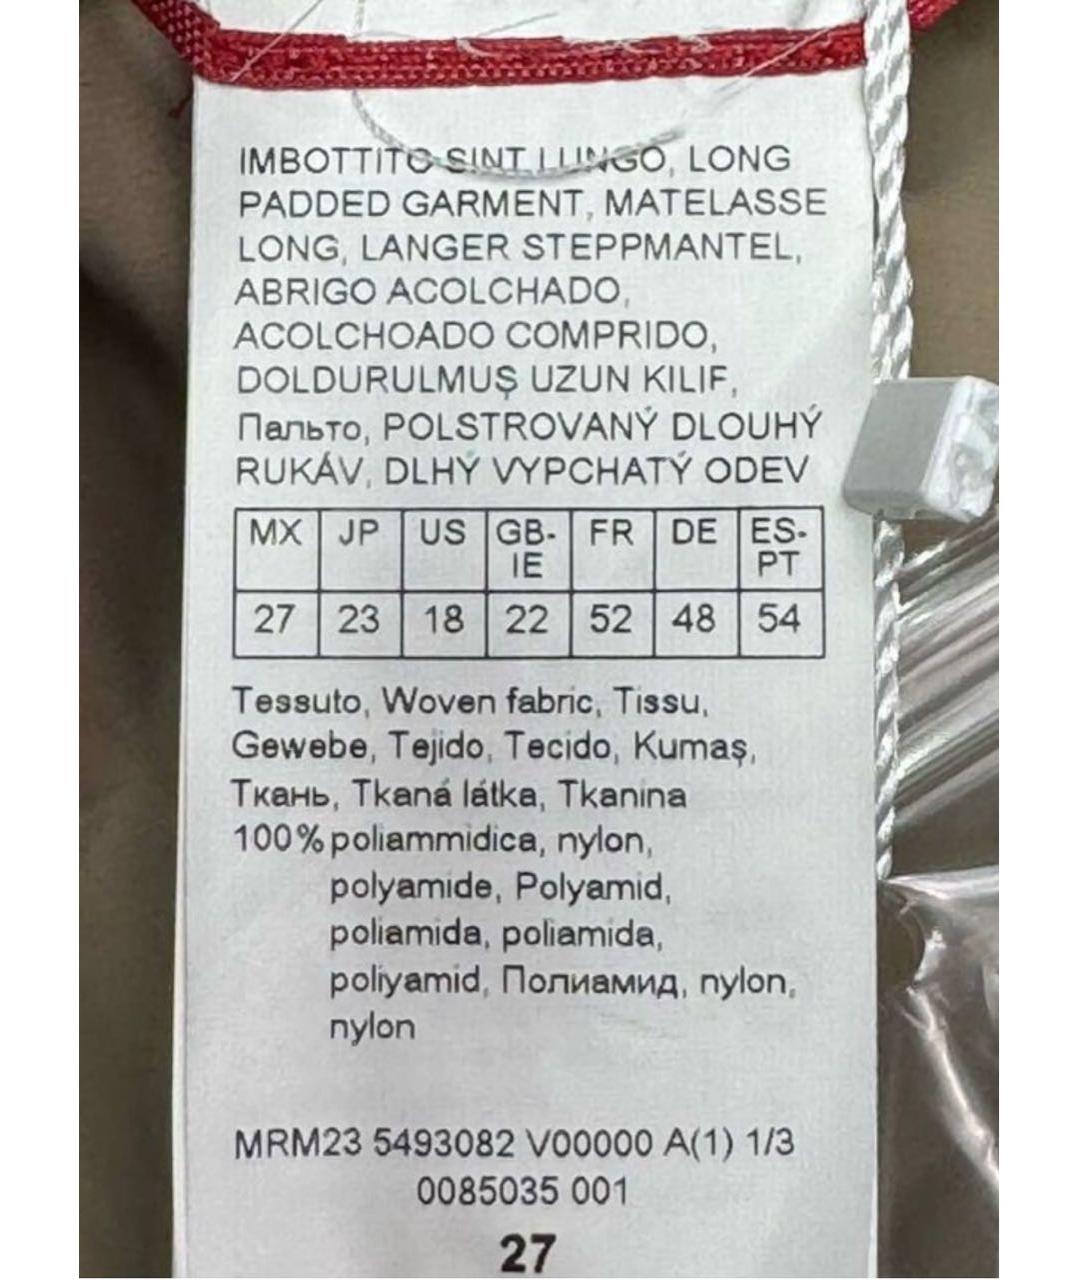 IMBOTTITO SINT LUNGO, LONG
PADDED GARMENT, MATELASSE
LONG, LANGER STEPPMANTEL,
ABRIGO ACOLCHADO,
ACOLCHOADO COMPRIDO,
DOLDURULMUŞ UZUN KILIF,
Пальто, POLSTROVANÝ DLOUHÝ
RUKÁV, DLHÝ VYPCHATÝ ODEV
MX JP US GB-IE FR DE ES-PT
27 23 18 22 52 48 54
Tessuto, Woven fabric, Tissu,
Gewebe, Tejido, Tecido, Kumaş,
Ткань, Tkaná látka, Tkanina
100% poliammidica, nylon,
polyamide, Polyamid,
poliamida, poliamida,
poliyamid, Полиамид, nylon,
nylon
MRM23 5493082 V00000 A(1) 1/3
0085035 001
27